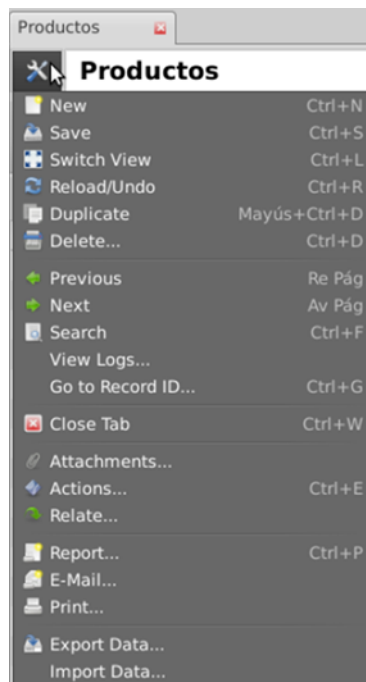 Productos
Productos
New Ctrl+N
Save Ctrl+S
Switch View Ctrl+L
Reload/Undo Ctrl+R
Duplicate Mayús+Ctrl+D
Delete... Ctrl+D
Previous Re Pág
Next Av Pág
Search Ctrl+F
View Logs...
Go to Record ID... Ctrl+G
Close Tab Ctrl+W
Attachments...
Actions... Ctrl+E
Relate...
Report... Ctrl+P
E-Mail...
Print...
Export Data...
Import Data...